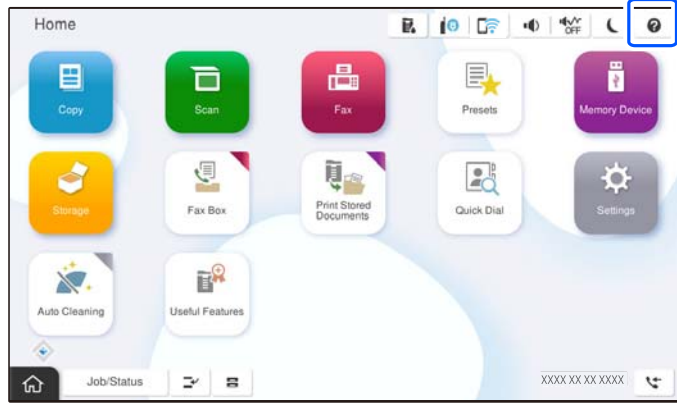 Home
OFF
?
Copy
Scan
Fax
Presets
Memory Device
Storage
Fax Box
Print Stored
Documents
Quick Dial
Settings
Auto Cleaning
Useful Features
Job/Status
XXXX XX XX XXXX